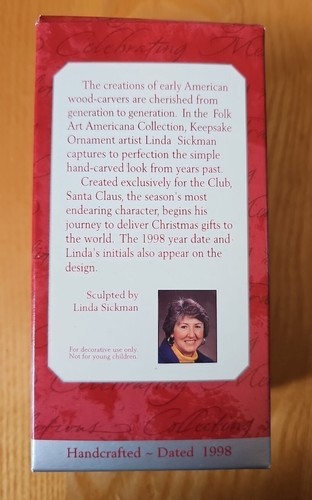 Celebrating
The creations of early American
wood-carvers are cherished from
generation to generation. In the Folk
Art Americana Collection, Keepsake
Ornament artist Linda Sickman
captures to perfection the simple
hand-carved look from years past.
Created exclusively for the Club,
Santa Claus, the season's most
endearing character, begins his
journey to deliver Christmas gifts to
the world. The 1998 year date and
Linda's initials also appear on the
design.
Sculpted by
Linda Sickman
For decorative use only.
Not for young children.
Collecting
Handcrafted – Dated 1998